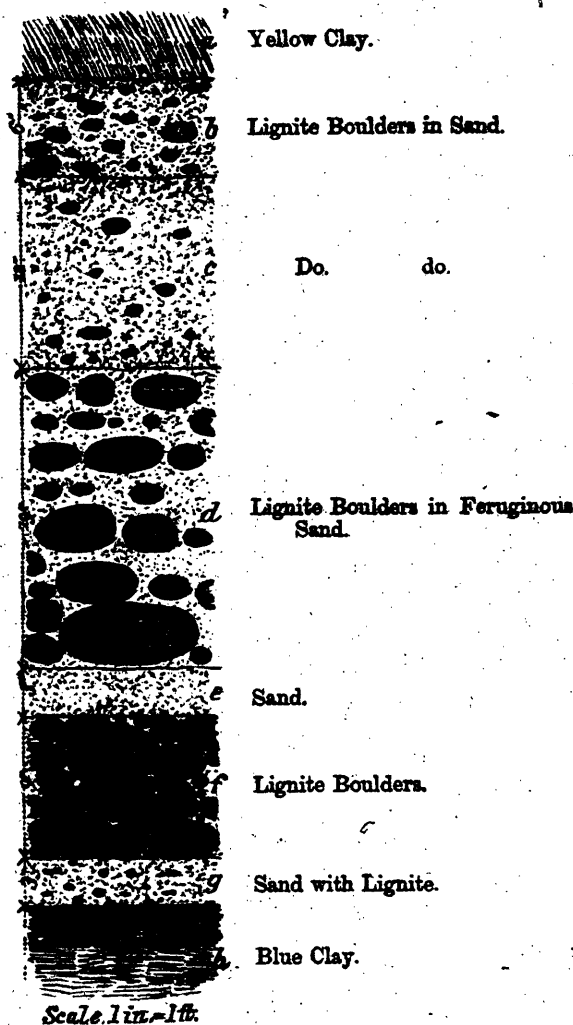 a Yellow Clay.
6" b Lignite Boulders in Sand.
c Do. do.
d Lignite Boulders in Feruginous
Sand.
e Sand.
f Lignite Boulders.
g Sand with Lignite.
h Blue Clay.
Scale, 1 in. = 1 ft.